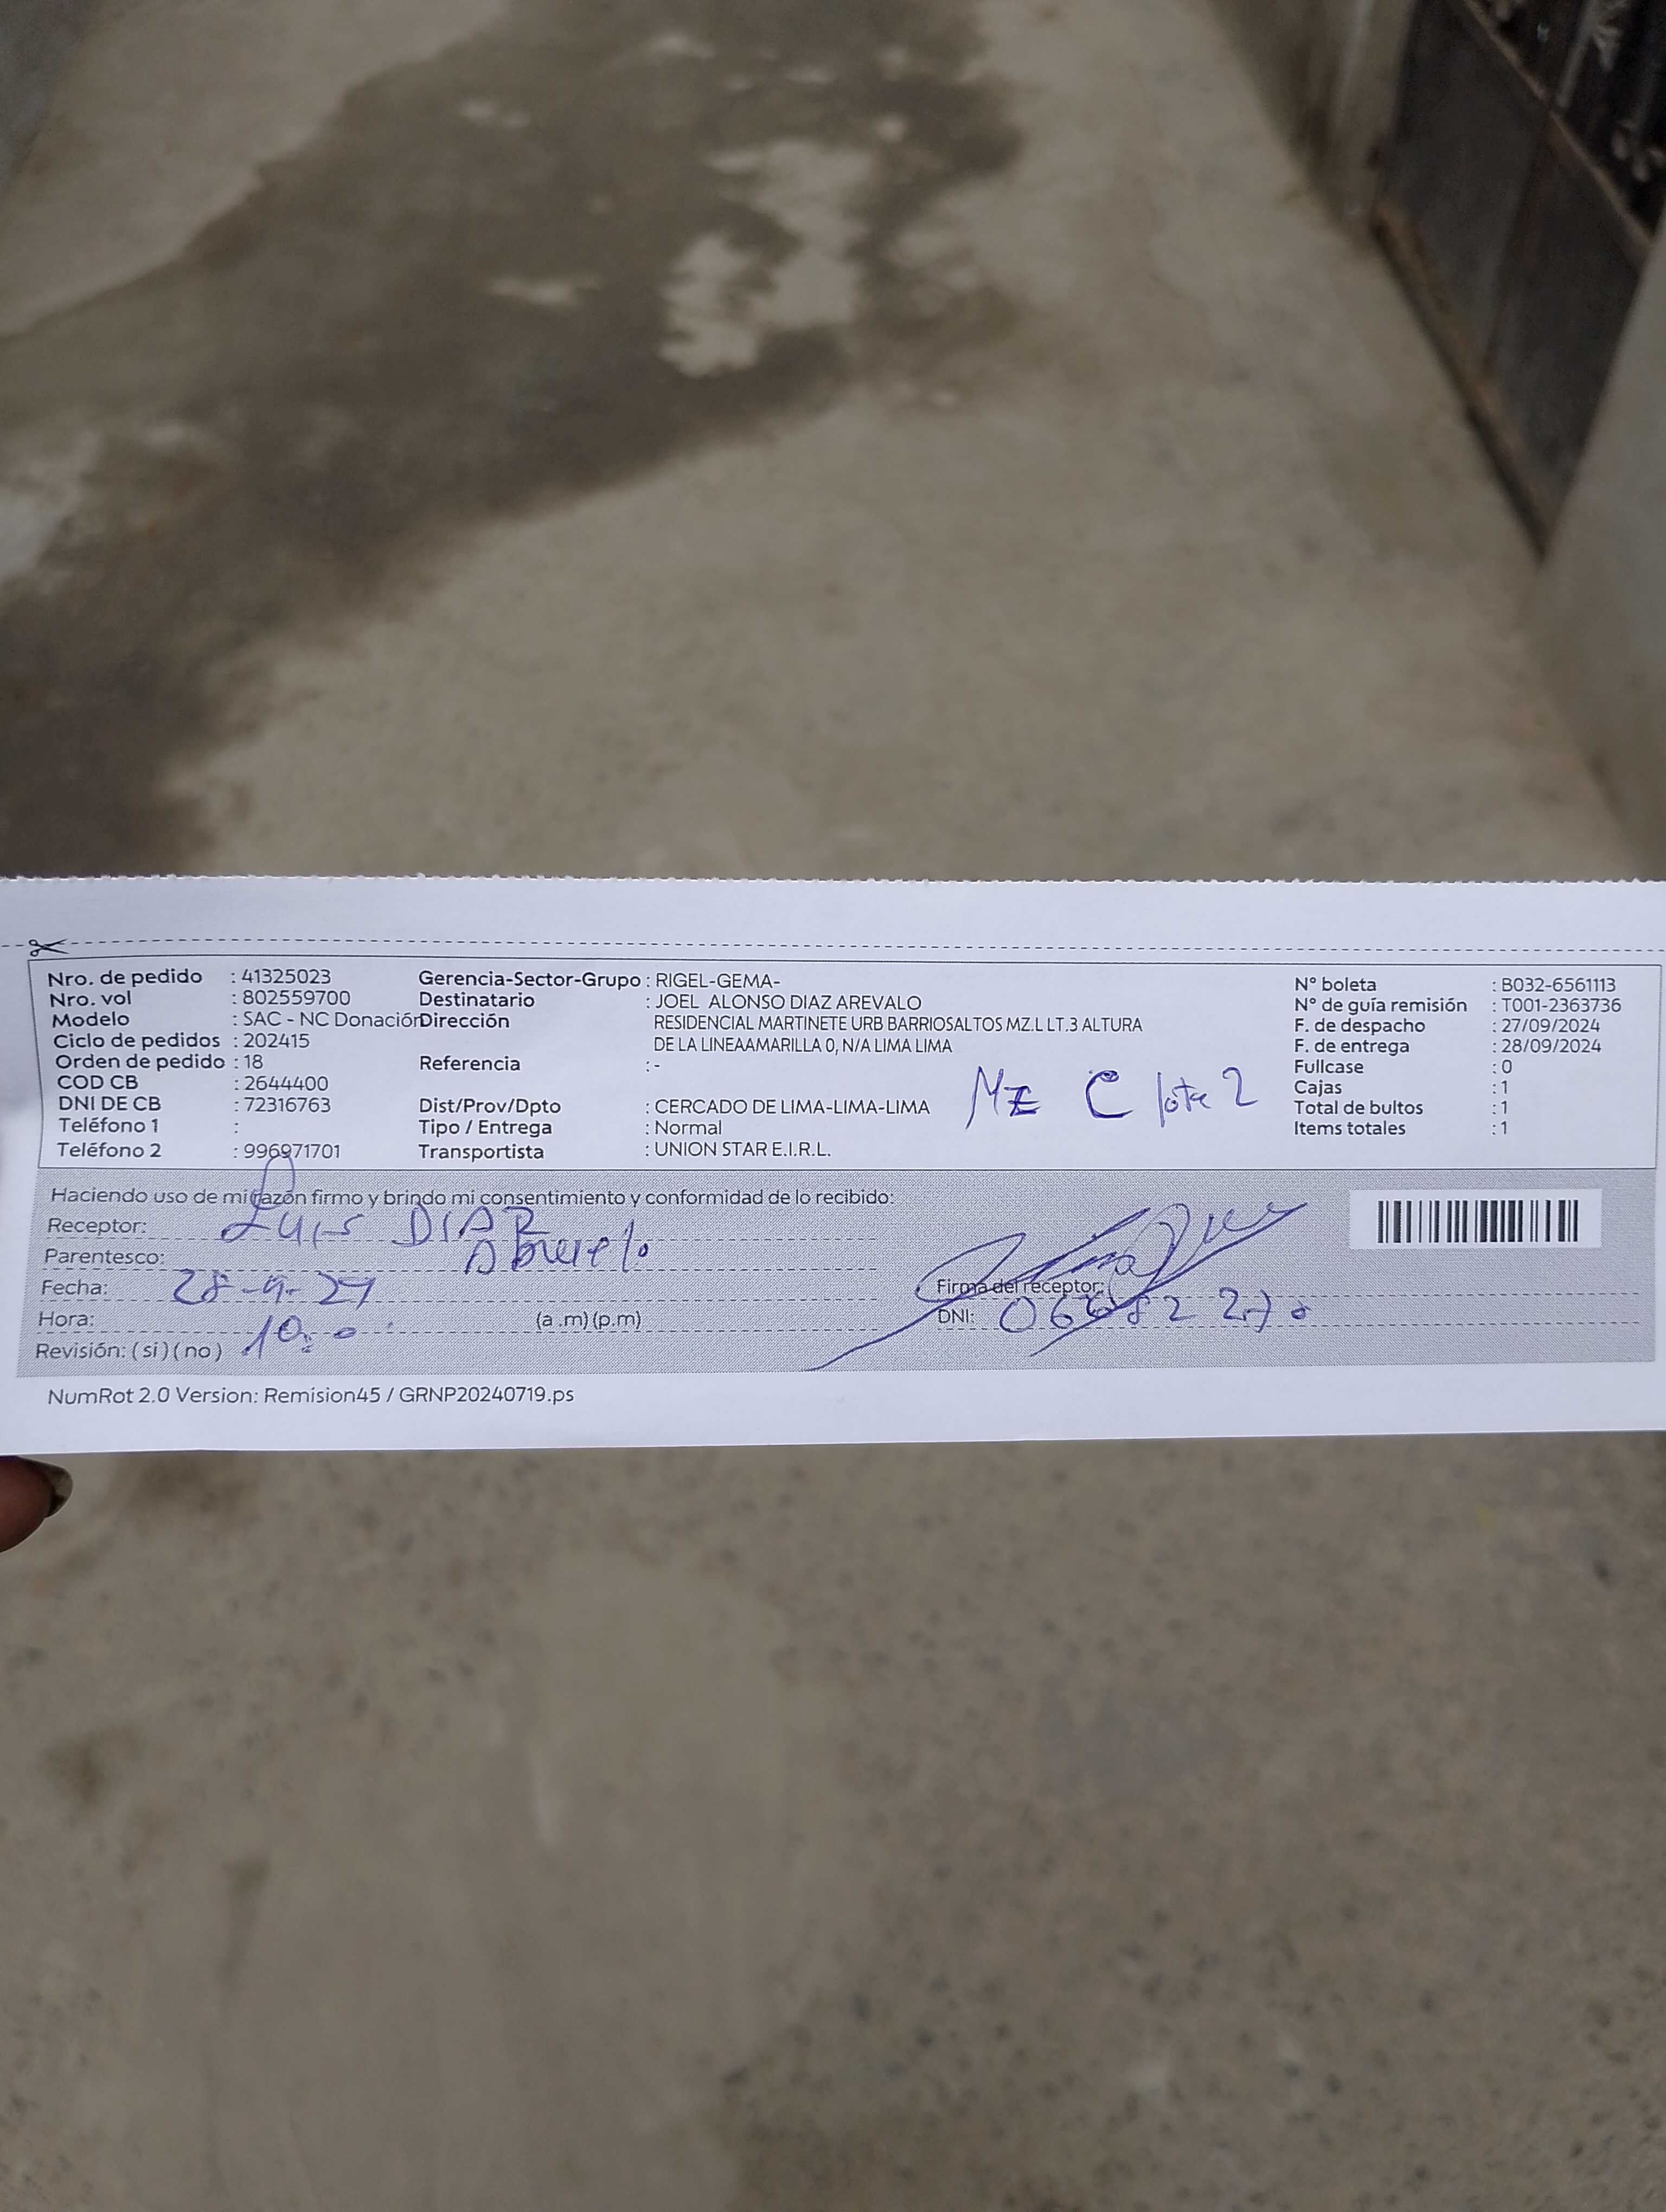 Nro. de pedido : 41325023
Nro. vol : 802559700
Modelo : SAC - NC Donación
Ciclo de pedidos : 202415
Orden de pedido : 18
COD CB : 2644400
DNI DE CB : 72316763
Teléfono 1 :
Teléfono 2 : 996971701
Gerencia-Sector-Grupo : RIGEL-GEMA-
Destinatario : JOEL ALONSO DIAZ AREVALO
Dirección RESIDENCIAL MARTINETE URB BARRIOSALTOS MZ.L LT.3 ALTURA
DE LA LINEAAMARILLA 0, N/A LIMA LIMA
Referencia : -
Dist/Prov/Dpto : CERCADO DE LIMA-LIMA-LIMA
Tipo / Entrega : Normal
Transportista : UNION STAR E.I.R.L.
Mz C lote 2
N° boleta : B032-6561113
N° de guía remisión : T001-2363736
F. de despacho : 27/09/2024
F. de entrega : 28/09/2024
Fullcase : 0
Cajas : 1
Total de bultos : 1
Items totales : 1
Haciendo uso de mi razón firmo y brindo mi consentimiento y conformidad de lo recibido:
Receptor: Luis DIAZ
Parentesco:
Fecha: 28-9-24
Hora: 10 (a .m) (p.m)
Revisión: ( si ) ( no )
Firma del receptor:
DNI:
NumRot 2.0 Version: Remision45 / GRNP20240719.ps